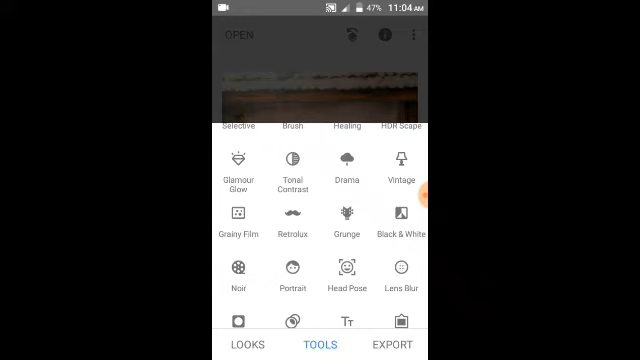 47% 11:04 AM
OPEN
Selective Brush Healing HDR Scape
Glamour Glow Tonal Contrast Drama Vintage
Grainy Film Retrolux Grunge Black & White
Noir Portrait Head Pose Lens Blur
Tt
LOOKS TOOLS EXPORT